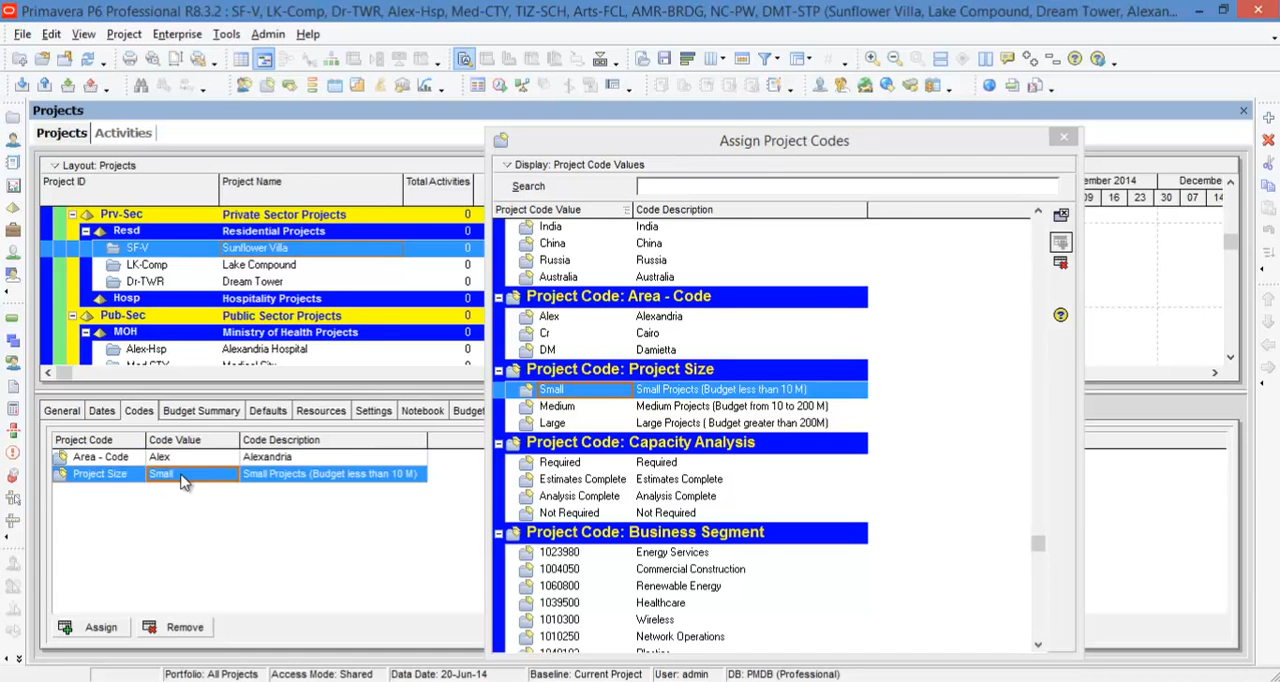 Primavera P6 Professional R8.3.2 : SF-V, LK-Comp, Dr-TWR, Alex-Hsp, Med-CTY, TIZ-SCH, Arts-FCL, AMR-BRDG, NC-PW, DMT-STP (Sunflower Villa, Lake Compound, Dream Tower, Alexan...
File Edit View Project Enterprise Tools Admin Help
Projects
Projects Activities
Layout: Projects
Project ID Project Name Total Activities
Prv-Sec Private Sector Projects 0
Resd Residential Projects 0
SF-V Sunflower Villa 0
LK-Comp Lake Compound 0
Dr-TWR Dream Tower 0
Hosp Hospitality Projects 0
Pub-Sec Public Sector Projects 0
MOH Ministry of Health Projects 0
Alex-Hsp Alexandria Hospital 0
Med-CTY Medical City 0
Assign Project Codes
Display: Project Code Values
Search
Project Code Value Code Description
India India
China China
Russia Russia
Australia Australia
Project Code: Area - Code
Alex Alexandria
Cr Cairo
DM Damietta
Project Code: Project Size
Small Small Projects (Budget less than 10 M)
Medium Medium Projects (Budget from 10 to 200 M)
Large Large Projects ( Budget greater than 200M)
Project Code: Capacity Analysis
Required Required
Estimates Complete Estimates Complete
Analysis Complete Analysis Complete
Not Required Not Required
Project Code: Business Segment
1023980 Energy Services
1004050 Commercial Construction
1060800 Renewable Energy
1039500 Healthcare
1010300 Wireless
1010250 Network Operations
ember 2014 Decembe
09 16 23 30 07 14
General Dates Codes Budget Summary Defaults Resources Settings Notebook Budget
Project Code Code Value Code Description
Area - Code Alex Alexandria
Project Size Small Small Projects (Budget less than 10 M)
Assign Remove
Portfolio: All Projects Access Mode: Shared Data Date: 20-Jun-14 Baseline: Current Project User: admin DB: PMDB (Professional)